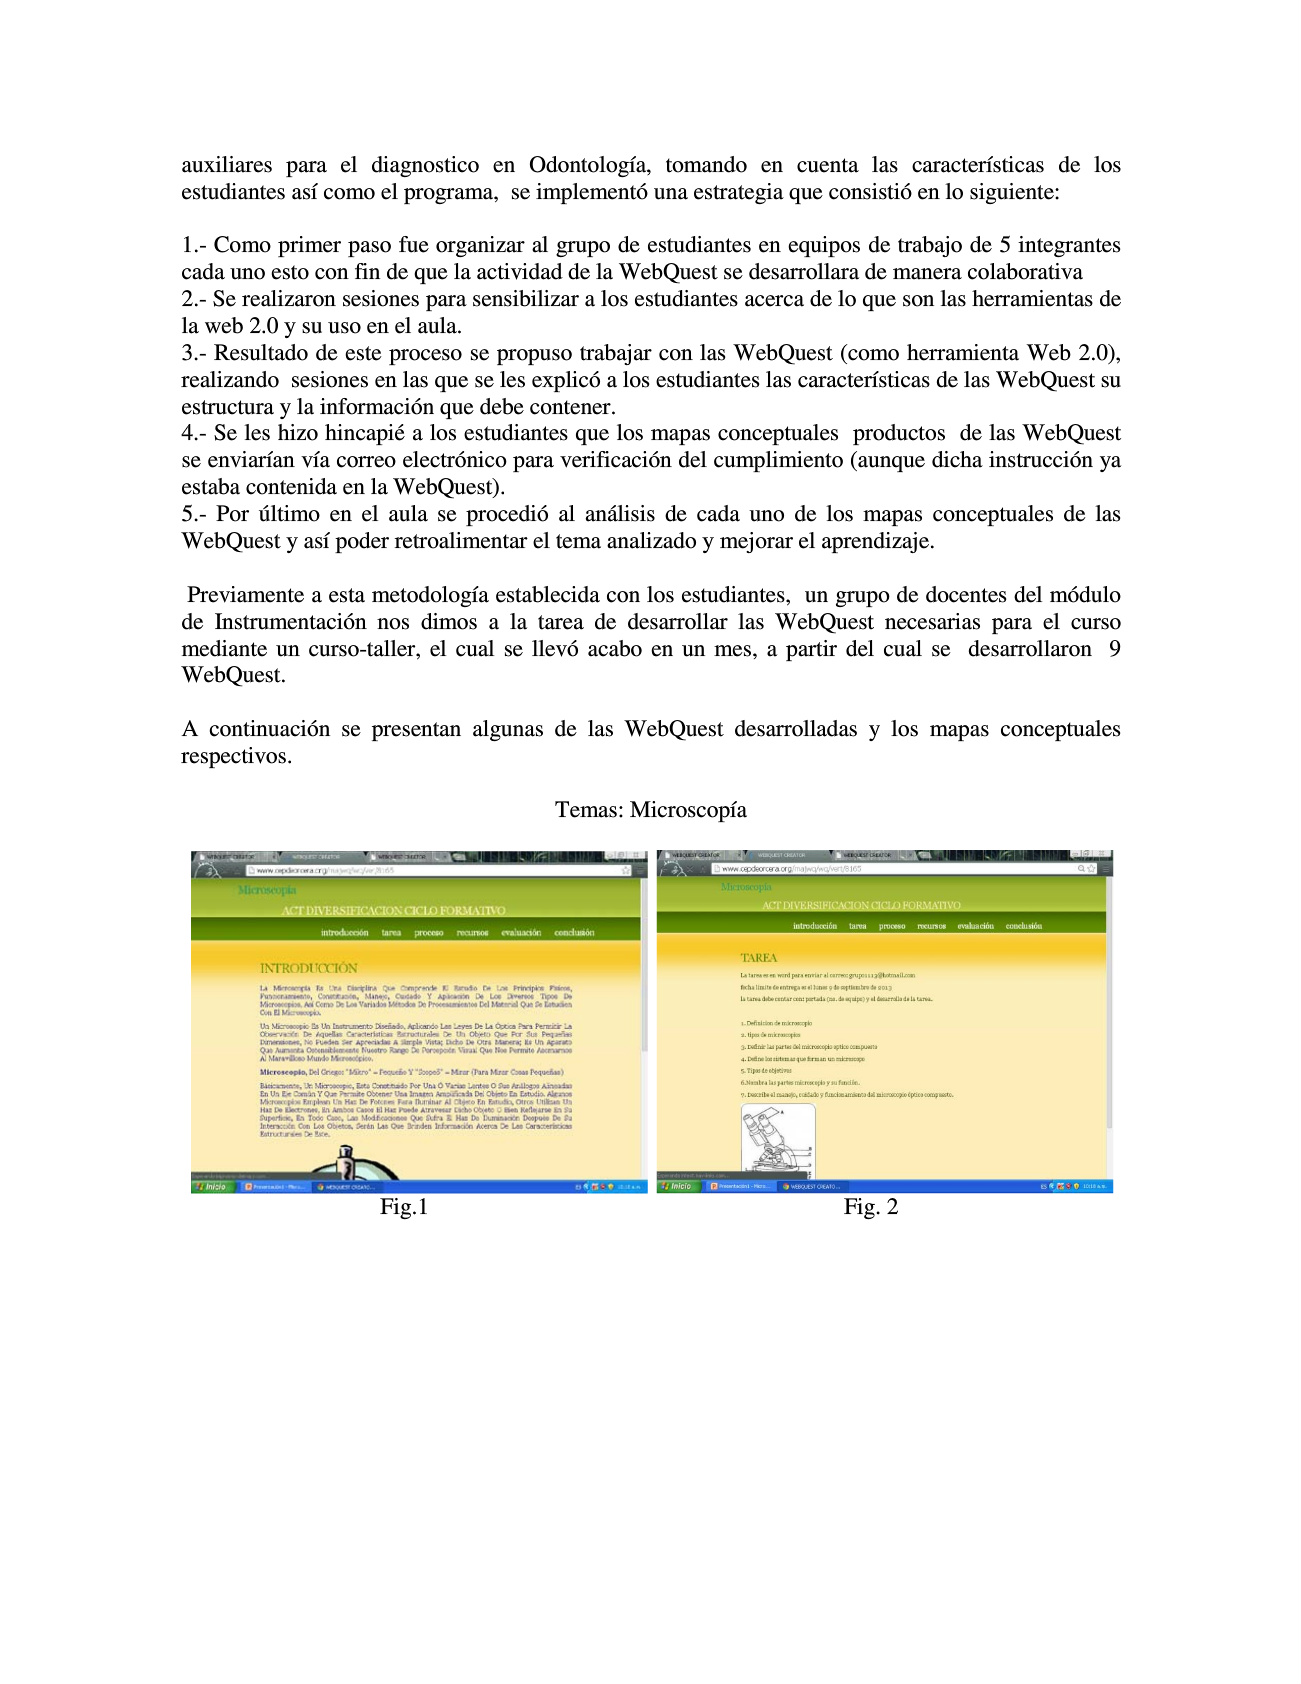 auxiliares para el diagnostico en Odontología, tomando en cuenta las características de los
estudiantes así como el programa, se implementó una estrategia que consistió en lo siguiente:
1.- Como primer paso fue organizar al grupo de estudiantes en equipos de trabajo de 5 integrantes
cada uno esto con fin de que la actividad de la WebQuest se desarrollara de manera colaborativa
2.- Se realizaron sesiones para sensibilizar a los estudiantes acerca de lo que son las herramientas de
la web 2.0 y su uso en el aula.
3.- Resultado de este proceso se propuso trabajar con las WebQuest (como herramienta Web 2.0),
realizando sesiones en las que se les explicó a los estudiantes las características de las WebQuest su
estructura y la información que debe contener.
4.- Se les hizo hincapié a los estudiantes que los mapas conceptuales productos de las WebQuest
se enviarían vía correo electrónico para verificación del cumplimiento (aunque dicha instrucción ya
estaba contenida en la WebQuest).
5.- Por último en el aula se procedió al análisis de cada uno de los mapas conceptuales de las
WebQuest y así poder retroalimentar el tema analizado y mejorar el aprendizaje.
Previamente a esta metodología establecida con los estudiantes, un grupo de docentes del módulo
de Instrumentación nos dimos a la tarea de desarrollar las WebQuest necesarias para el curso
mediante un curso-taller, el cual se llevó acabo en un mes, a partir del cual se desarrollaron 9
WebQuest.
A continuación se presentan algunas de las WebQuest desarrolladas y los mapas conceptuales
respectivos.
Temas: Microscopía
WEBQUEST CREATOR WEBQUEST CREATOR WEBQUEST CREATOR
Microscopía
ACT DIVERSIFICACION CICLO FORMATIVO
introducción tarea proceso recursos evaluación conclusión
INTRODUCCIÓN
La Microscopía Es Una Disciplina Que Comprende El Estudio De Los Principios Físicos,
Funcionamiento, Constitución, Manejo, Cuidado Y Aplicación De Los Diversos Tipos De
Microscopios, Así Como De Los Variados Métodos De Procesamientos Del Material Que Se Estudien
Con El Microscopio.
Un Microscopio Es Un Instrumento Diseñado, Aplicando Las Leyes De La Óptica Para Permitir La
Observación De Aquellas Características Estructurales De Un Objeto Que Por Sus Pequeñas
Dimensiones, No Pueden Ser Apreciadas A Simple Vista; Dicho De Otra Manera; Es Un Aparato
Que Aumenta Ostensiblemente Nuestro Rango De Percepción Visual Que Nos Permite Asomarnos
Al Maravilloso Mundo Microscópico.
Microscopio, Del Griego: "Mikro" = Pequeño Y "Scopeõ" = Mirar (Para Mirar Cosas Pequeñas)
Básicamente, Un Microscopio, Esta Constituido Por Una Ó Varias Lentes O Sus Análogos Alineadas
En Un Eje Común Y Que Permite Obtener Una Imagen Amplificada Del Objeto En Estudio. Algunos
Microscopios Emplean Un Haz De Fotones Para Iluminar Al Objeto En Estudio, Otros Utilizan Un
Haz De Electrones, En Ambos Casos El Haz Puede Atravesar Dicho Objeto O Bien Reflejarse En Su
Superficie, En Todo Caso, Las Modificaciones Que Sufra El Haz De Iluminación Después De Su
Interacción Con Los Objetos, Serán Las Que Brinden Información Acerca De Las Características
Estructurales De Este.
Inicio
Fig.1
WEBQUEST CREATOR WEBQUEST CREATOR WEBQUEST CREATOR
Microscopía
ACT DIVERSIFICACION CICLO FORMATIVO
introducción tarea proceso recursos evaluación conclusión
TAREA
La tarea es en word para enviar al correo:grupo1113@hotmail.com
fecha limite de entrega es el lunes 9 de septiembre de 2013
la tarea debe contar con: portada (no. de equipo) y el desarrollo de la tarea.
1. Definicion de microscopio
2. tipos de microscopios
3. Definir las partes del microscopio optico compuesto
4. Define los sistemas que forman un microscopo
5. Tipos de objetivos
6.Nombra las partes microscopio y su función.
7. Describe el manejo, cuidado y funcionamiento del microscopio óptico compuesto.
Inicio
Fig. 2